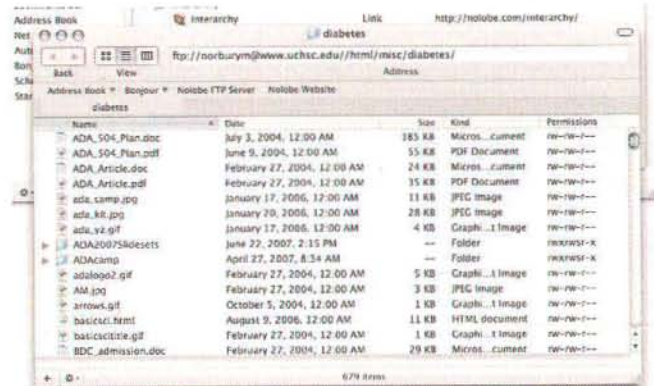 Address Book Interarchy Link http://nolobe.com/interarchy/
Net
diabetes
ftp://norburym@www.uchsc.edu//html/misc/diabetes/
Back View Address
Address Book Bonjour Nolobe FTP Server Nolobe Website
diabetes
Name Date Size Kind Permissions
ADA_504_Plan.doc July 3, 2004, 12:00 AM 185 KB Micros...cument rw-rw-r--
ADA_504_Plan.pdf June 9, 2004, 12:00 AM 55 KB PDF Document rw-rw-r--
ADA_Article.doc February 27, 2004, 12:00 AM 24 KB Micros...cument rw-rw-r--
ADA_Article.pdf February 27, 2004, 12:00 AM 35 KB PDF Document rw-rw-r--
ada_camp.jpg January 17, 2006, 12:00 AM 11 KB JPEG Image rw-rw-r--
ada_kit.jpg January 20, 2006, 12:00 AM 28 KB JPEG Image rw-rw-r--
ada_v2.gif January 17, 2006, 12:00 AM 4 KB Graphi...t Image rw-rw-r--
ADA2007Slidesets June 22, 2007, 2:15 PM -- Folder rwxrwsr-x
ADAcamp April 27, 2007, 8:54 AM -- Folder rwxrwsr-x
adalogo2.gif February 27, 2004, 12:00 AM 5 KB Graphi...t Image rw-rw-r--
AM.jpg February 27, 2004, 12:00 AM 3 KB JPEG Image rw-rw-r--
arrows.gif October 5, 2004, 12:00 AM 1 KB Graphi...t Image rw-rw-r--
basicsci.html August 9, 2006, 12:00 AM 11 KB HTML document rw-rw-r--
basicscititle.gif February 27, 2004, 12:00 AM 1 KB Graphi...t Image rw-rw-r--
BDC_admission.doc February 27, 2004, 12:00 AM 29 KB Micros...cument rw-rw-r--
679 items